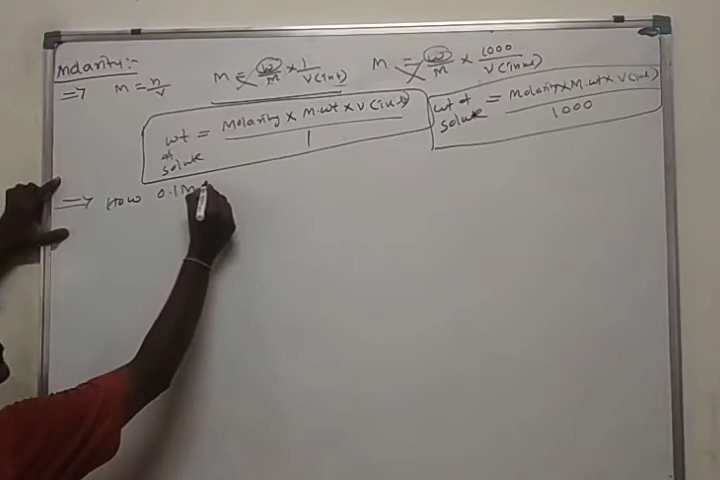 Molarity:-
⇒ M = n/V M = w/M × 1/V(in L) M = w/M × 1000/V(in mL)
wt of solute = Molarity × M.wt × V(in L) / 1
wt of solute = Molarity × M.wt × V(in mL) / 1000
⇒ How 0.1M